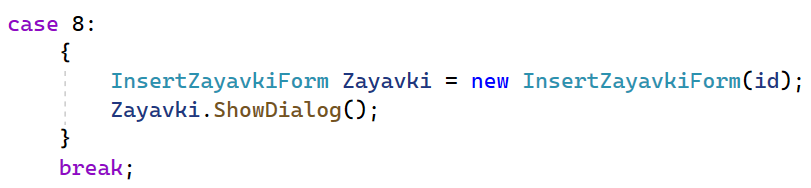 case 8:
{
InsertZayavkiForm Zayavki = new InsertZayavkiForm(id);
Zayavki.ShowDialog();
}
break;